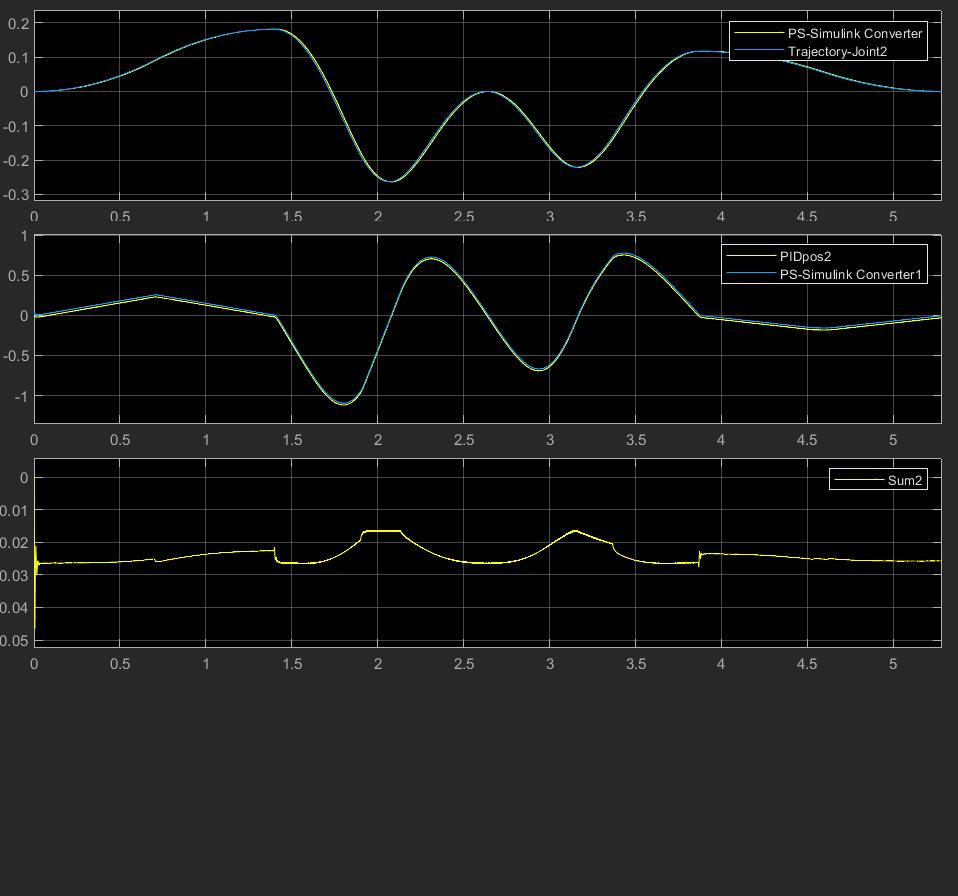 0.2
PS-Simulink Converter
0.1
Trajectory-Joint2
0
-0.1
-0.2
-0.3
0 0.5 1 1.5 2 2.5 3 3.5 4 4.5 5
1
PIDpos2
0.5
PS-Simulink Converter1
0
-0.5
-1
0 0.5 1 1.5 2 2.5 3 3.5 4 4.5 5
0
Sum2
0.01
0.02
0.03
0.04
0.05
0 0.5 1 1.5 2 2.5 3 3.5 4 4.5 5